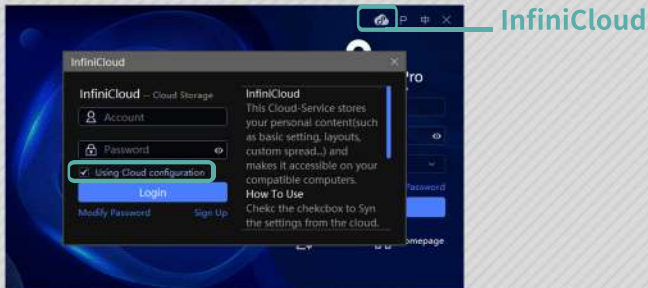 InfiniCloud
P 中
InfiniCloud
InfiniCloud -- Cloud Storage
Account
Password
Using Cloud configuration
Login
Modify Password Sign Up
InfiniCloud
This Cloud-Service stores
your personal content(such
as basic setting, layouts,
custom spread...) and
makes it accessible on your
compatible computers.
How To Use
Chekc the chekcbox to Syn
the settings from the cloud.
Pro
Password
omepage